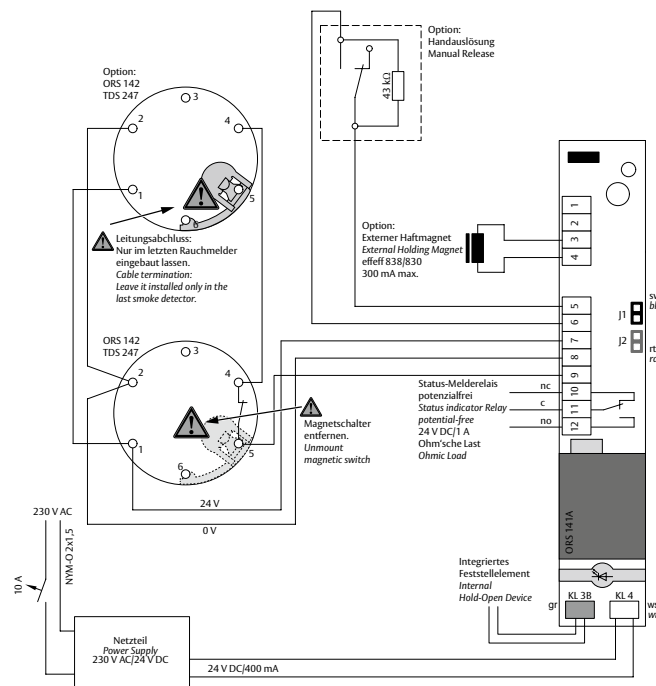 Option:
Handauslösung
Manual Release
43 kΩ
Option:
ORS 142
TDS 247
3
2
4
1
5
6
Leitungsabchluss:
Nur im letzten Rauchmelder
eingebaut lassen.
Cable termination:
Leave it installed only in the
last smoke detector.
Option:
Externer Haftmagnet
External Holding Magnet
effeff 838/830
300 mA max.
1
2
3
4
5
6
7
8
9
10
11
12
J1
J2
ORS 142
TDS 247
3
2
4
1
5
6
Magnetschalter
entfernen.
Unmount
magnetic switch
Status-Melderelais
potenzialfrei
Status indicator Relay
potential-free
24 V DC/1 A
Ohm'sche Last
Ohmic Load
nc
c
no
24 V
0 V
230 V AC
NYM-O 2x1,5
10 A
ORS 141A
Integriertes
Feststellelement
Internal
Hold-Open Device
gr
KL 3B
KL 4
Netzteil
Power Supply
230 V AC/24 V DC
24 V DC/400 mA